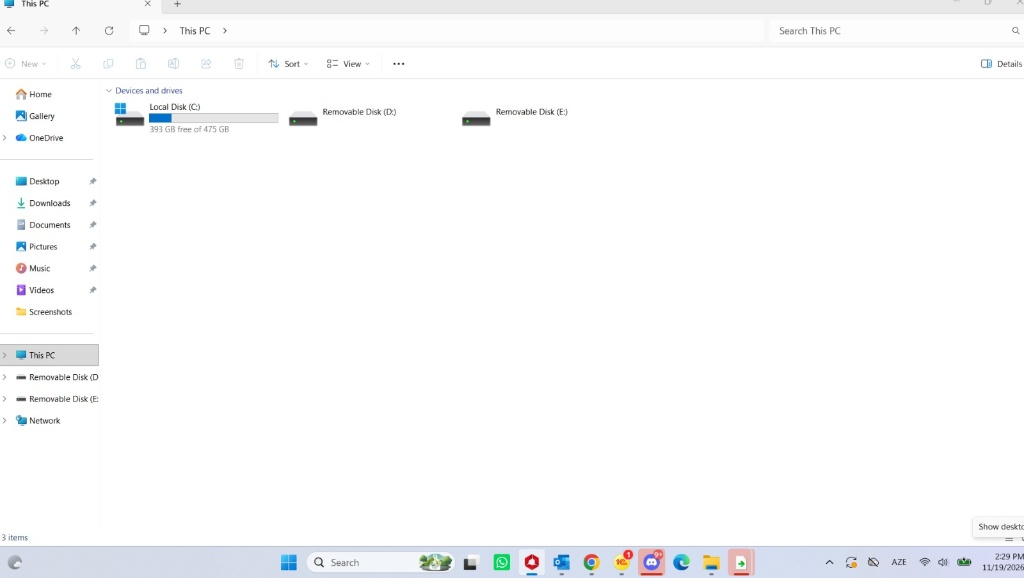 This PC
This PC
Search This PC
New
Sort
View
Details
Home
Gallery
OneDrive
Desktop
Downloads
Documents
Pictures
Music
Videos
Screenshots
This PC
Removable Disk (D
Removable Disk (E:
Network
Devices and drives
Local Disk (C:)
393 GB free of 475 GB
Removable Disk (D:)
Removable Disk (E:)
3 items
Show deskto
Search
1
9+
AZE
2:29 PM
11/19/2026